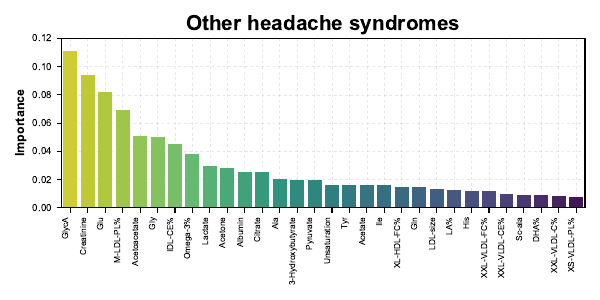 Other headache syndromes
Importance
0.12
0.10
0.08
0.06
0.04
0.02
0.00
GlycA
Creatinine
Glu
M-LDL-PL%
Acetoacetate
Gly
IDL-CE%
Omega-3%
Lactate
Acetone
Albumin
Citrate
Ala
3-Hydroxybutyrate
Pyruvate
Unsaturation
Tyr
Acetate
Ile
XL-HDL-FC%
Gln
LDL-size
LA%
His
XXL-VLDL-FC%
XXL-VLDL-CE%
Sc-ala
DHA%
XXL-VLDL-C%
XS-VLDL-PL%